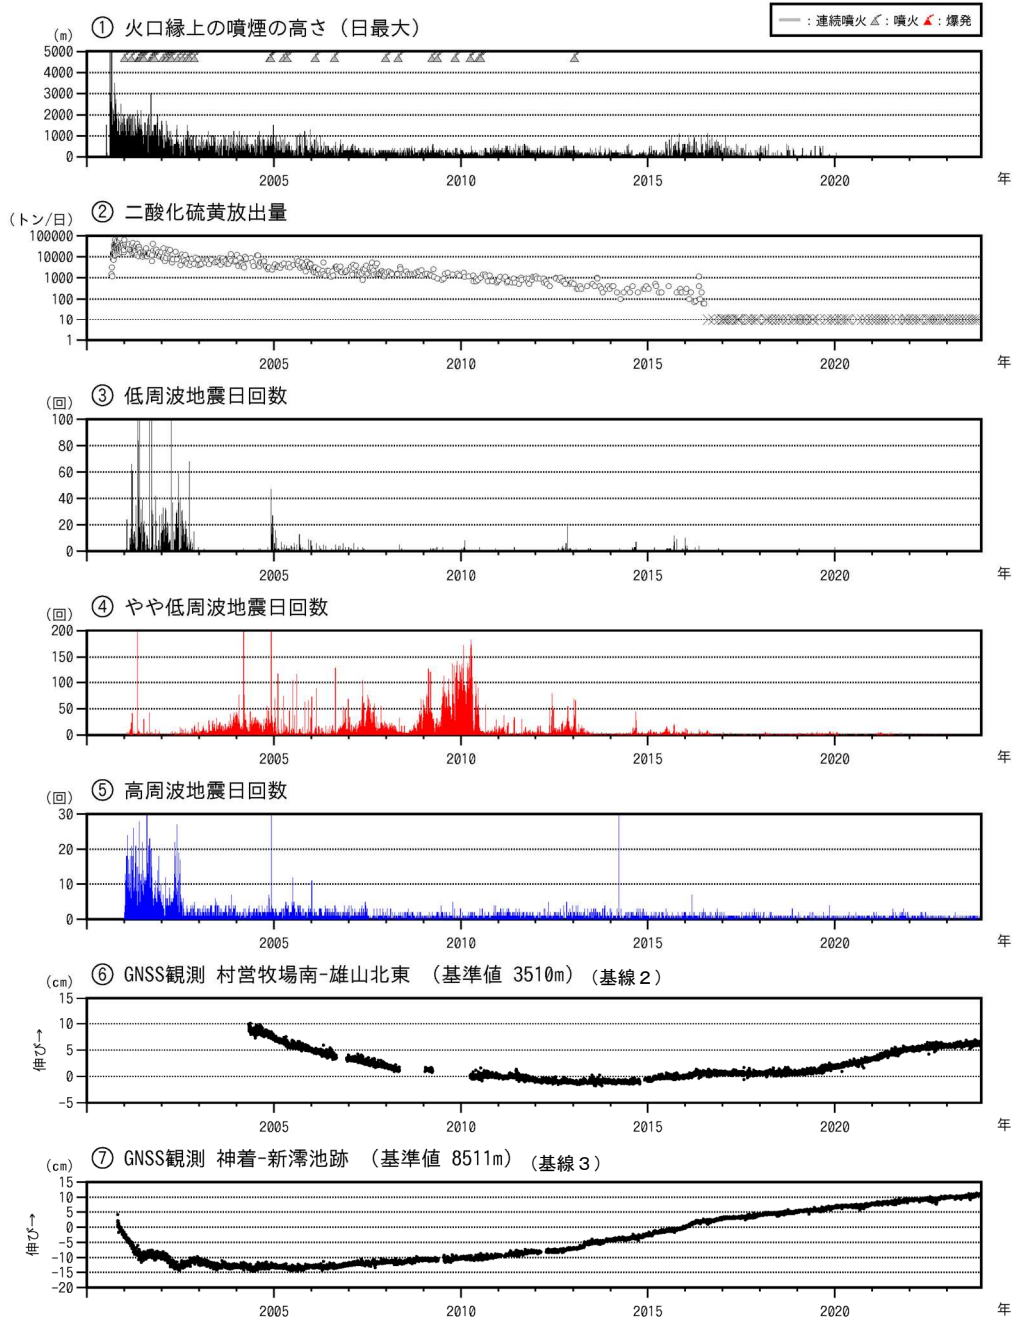 ― : 連続噴火 : 噴火 : 爆発
① 火口縁上の噴煙の高さ（日最大）
(m)
5000
4000
3000
2000
1000
0
2005 2010 2015 2020 年
② 二酸化硫黄放出量
(トン/日)
100000
10000
1000
100
10
1
2005 2010 2015 2020 年
③ 低周波地震日回数
(回)
100
80
60
40
20
0
2005 2010 2015 2020 年
④ やや低周波地震日回数
(回)
200
150
100
50
0
2005 2010 2015 2020 年
⑤ 高周波地震日回数
(回)
30
20
10
0
2005 2010 2015 2020 年
⑥ GNSS観測 村営牧場南-雄山北東 （基準値 3510m）（基線２）
(cm)
伸び→
15
10
5
0
-5
2005 2010 2015 2020 年
⑦ GNSS観測 神着-新澪池跡 （基準値 8511m）（基線３）
(cm)
伸び→
15
10
5
0
-5
-10
-15
-20
2005 2010 2015 2020 年